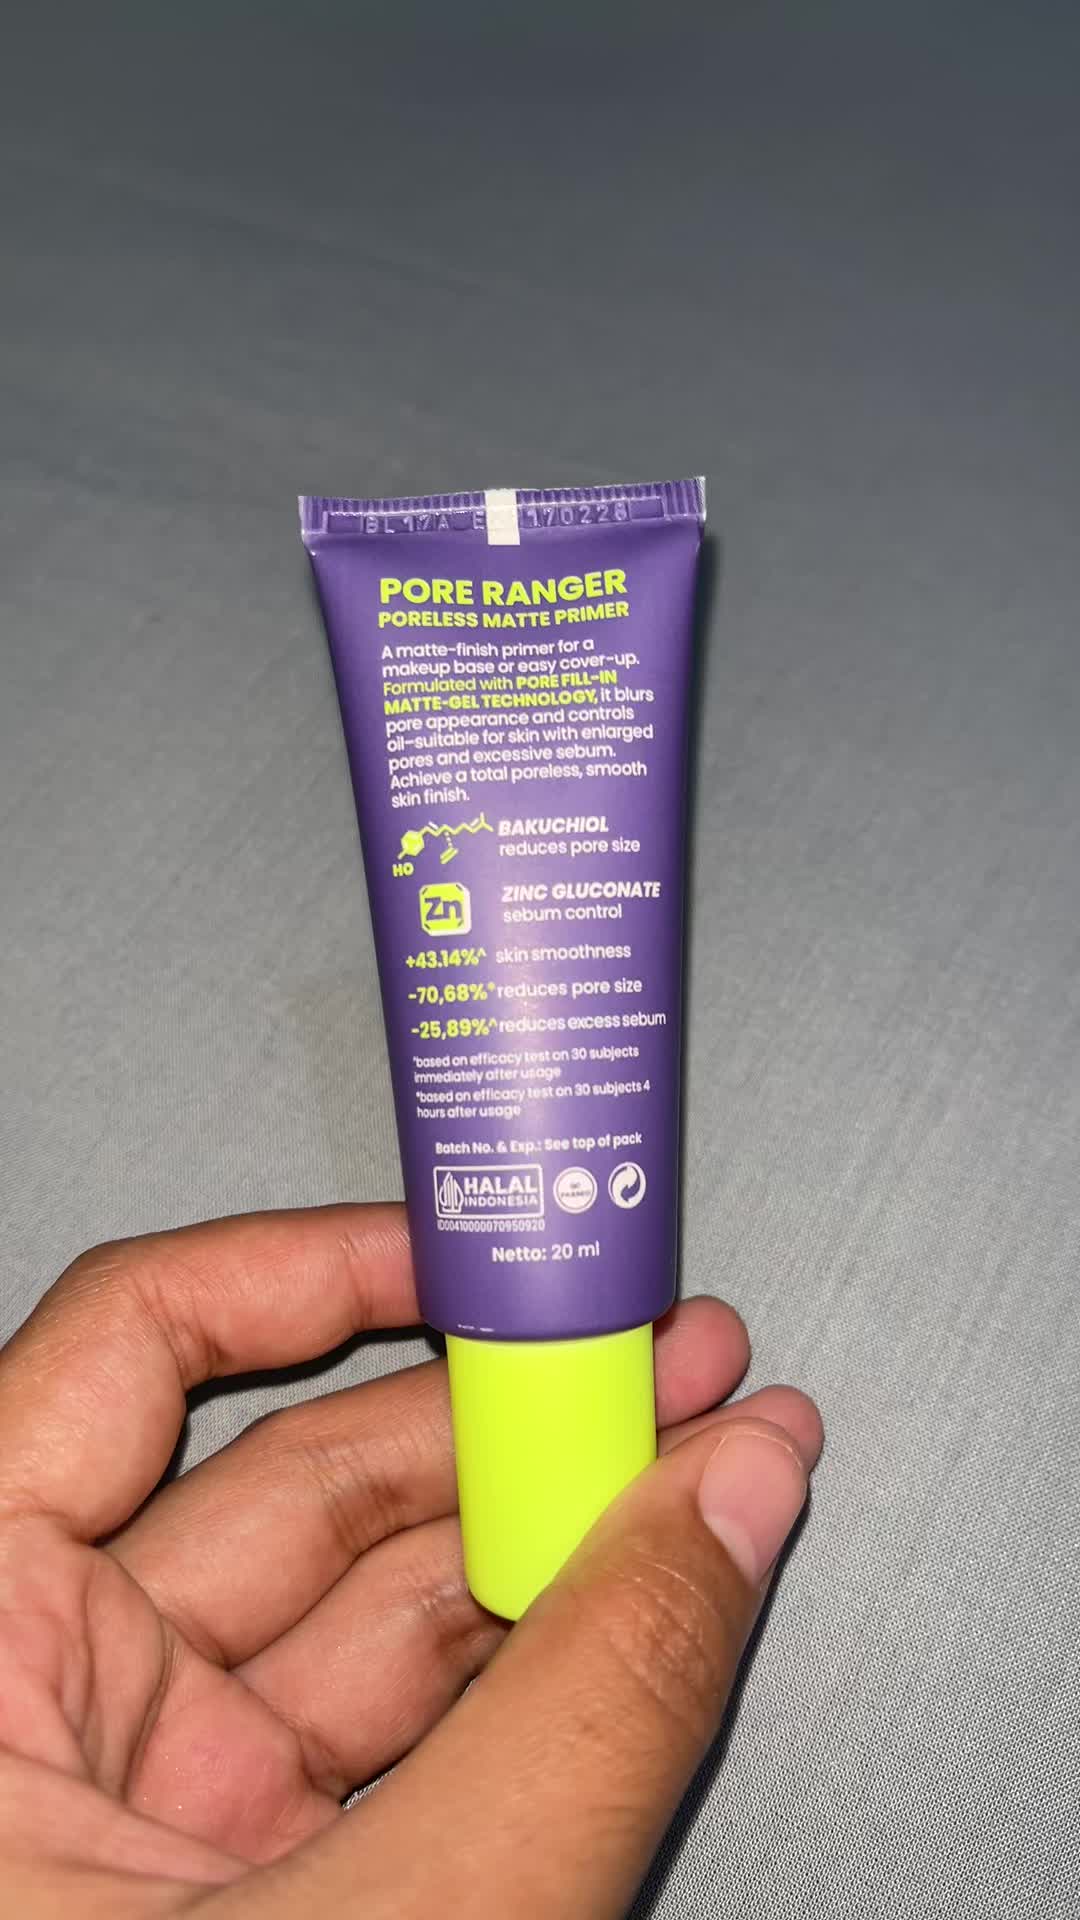 BL17A E 170226
PORE RANGER
PORELESS MATTE PRIMER
A matte-finish primer for a
makeup base or easy cover-up.
Formulated with PORE FILL-IN
MATTE-GEL TECHNOLOGY, it blurs
pore appearance and controls
oil-suitable for skin with enlarged
pores and excessive sebum.
Achieve a total poreless, smooth
skin finish.
HO
BAKUCHIOL
reduces pore size
Zn
ZINC GLUCONATE
sebum control
+43.14%^ skin smoothness
-70,68%* reduces pore size
-25,89%^ reduces excess sebum
*based on efficacy test on 30 subjects
immediately after usage
^based on efficacy test on 30 subjects 4
hours after usage
Batch No. & Exp.: See top of pack
HALAL
INDONESIA
ID00410000070950920
Netto: 20 ml